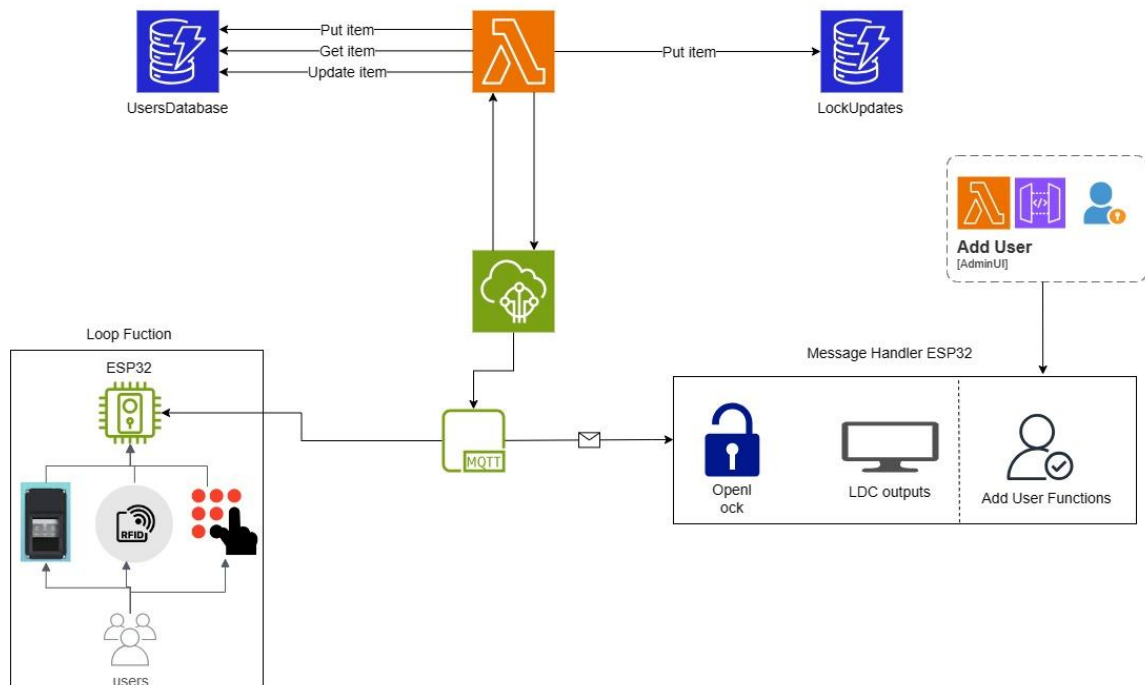 Put item
Get item
Update item
Put item
UsersDatabase
LockUpdates
Add User
[AdminUI]
Loop Fuction
ESP32
Message Handler ESP32
MQTT
RFID
Openl
ock
LDC outputs
Add User Functions
users